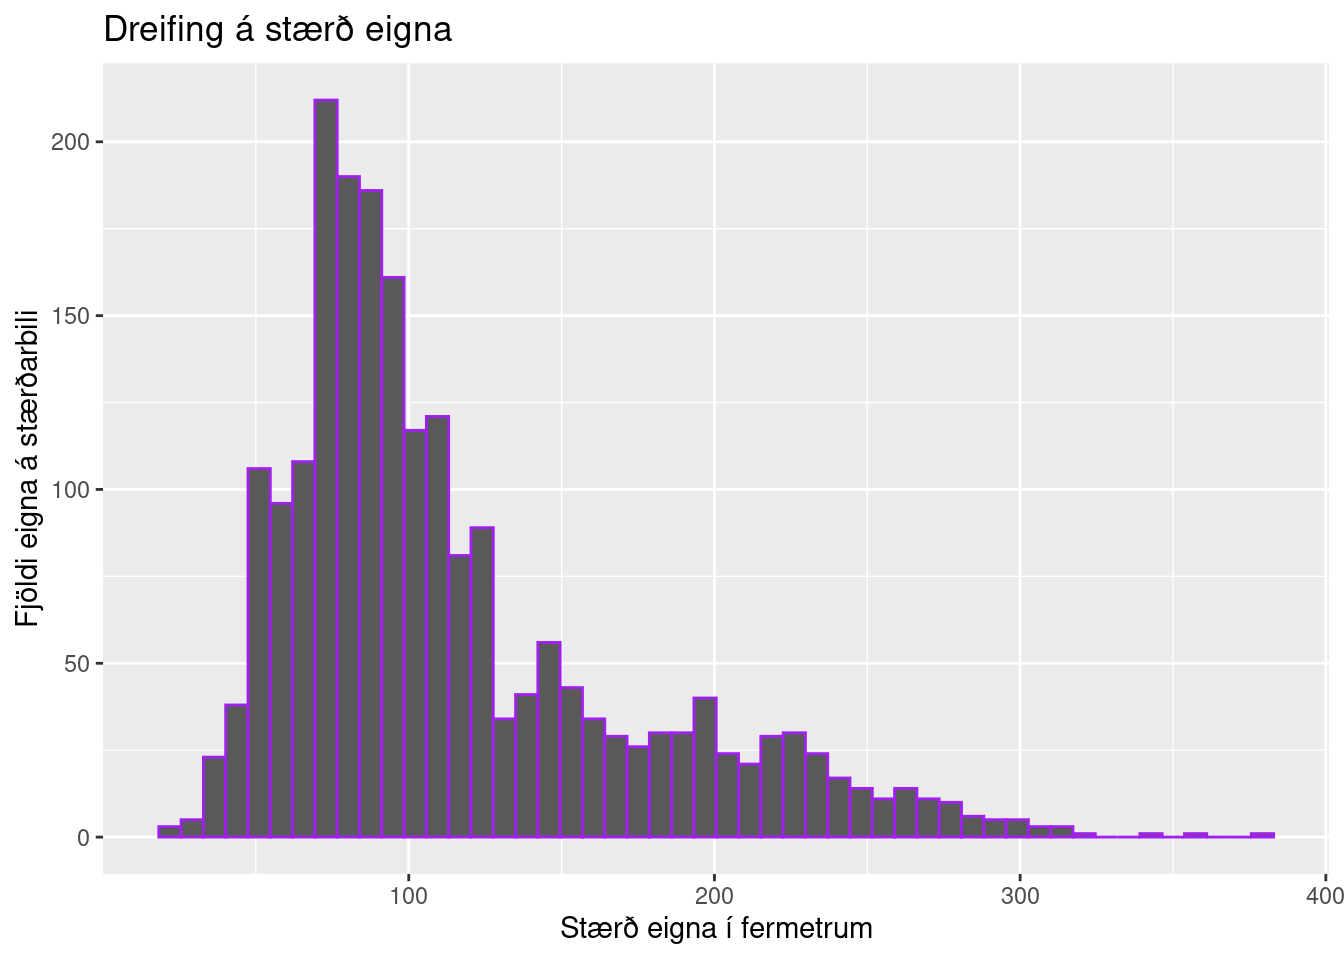 Dreifing á stærð eigna
Fjöldi eigna á stærðarbili
200
150
100
50
0
100 200 300 400
Stærð eigna í fermetrum